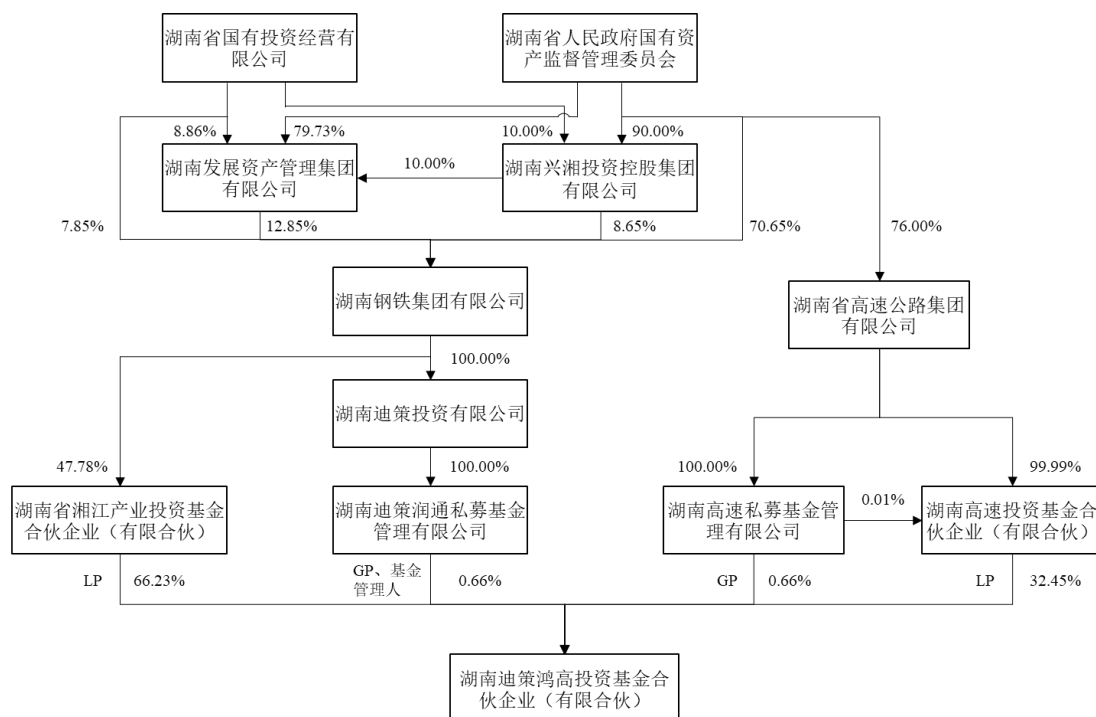 湖南省国有投资经营有
限公司
湖南省人民政府国有资
产监督管理委员会
8.86%
79.73%
10.00%
90.00%
湖南发展资产管理集团
有限公司
10.00%
湖南兴湘投资控股集团
有限公司
7.85%
12.85%
8.65%
70.65%
76.00%
湖南钢铁集团有限公司
湖南省高速公路集团
有限公司
100.00%
湖南迪策投资有限公司
47.78%
100.00%
100.00%
99.99%
湖南省湘江产业投资基金
合伙企业（有限合伙）
湖南迪策润通私募基金
管理有限公司
湖南高速私募基金管
理有限公司
0.01%
湖南高速投资基金合
伙企业（有限合伙）
LP
66.23%
GP、基金
管理人
0.66%
GP
0.66%
LP
32.45%
湖南迪策鸿高投资基金合
伙企业（有限合伙）